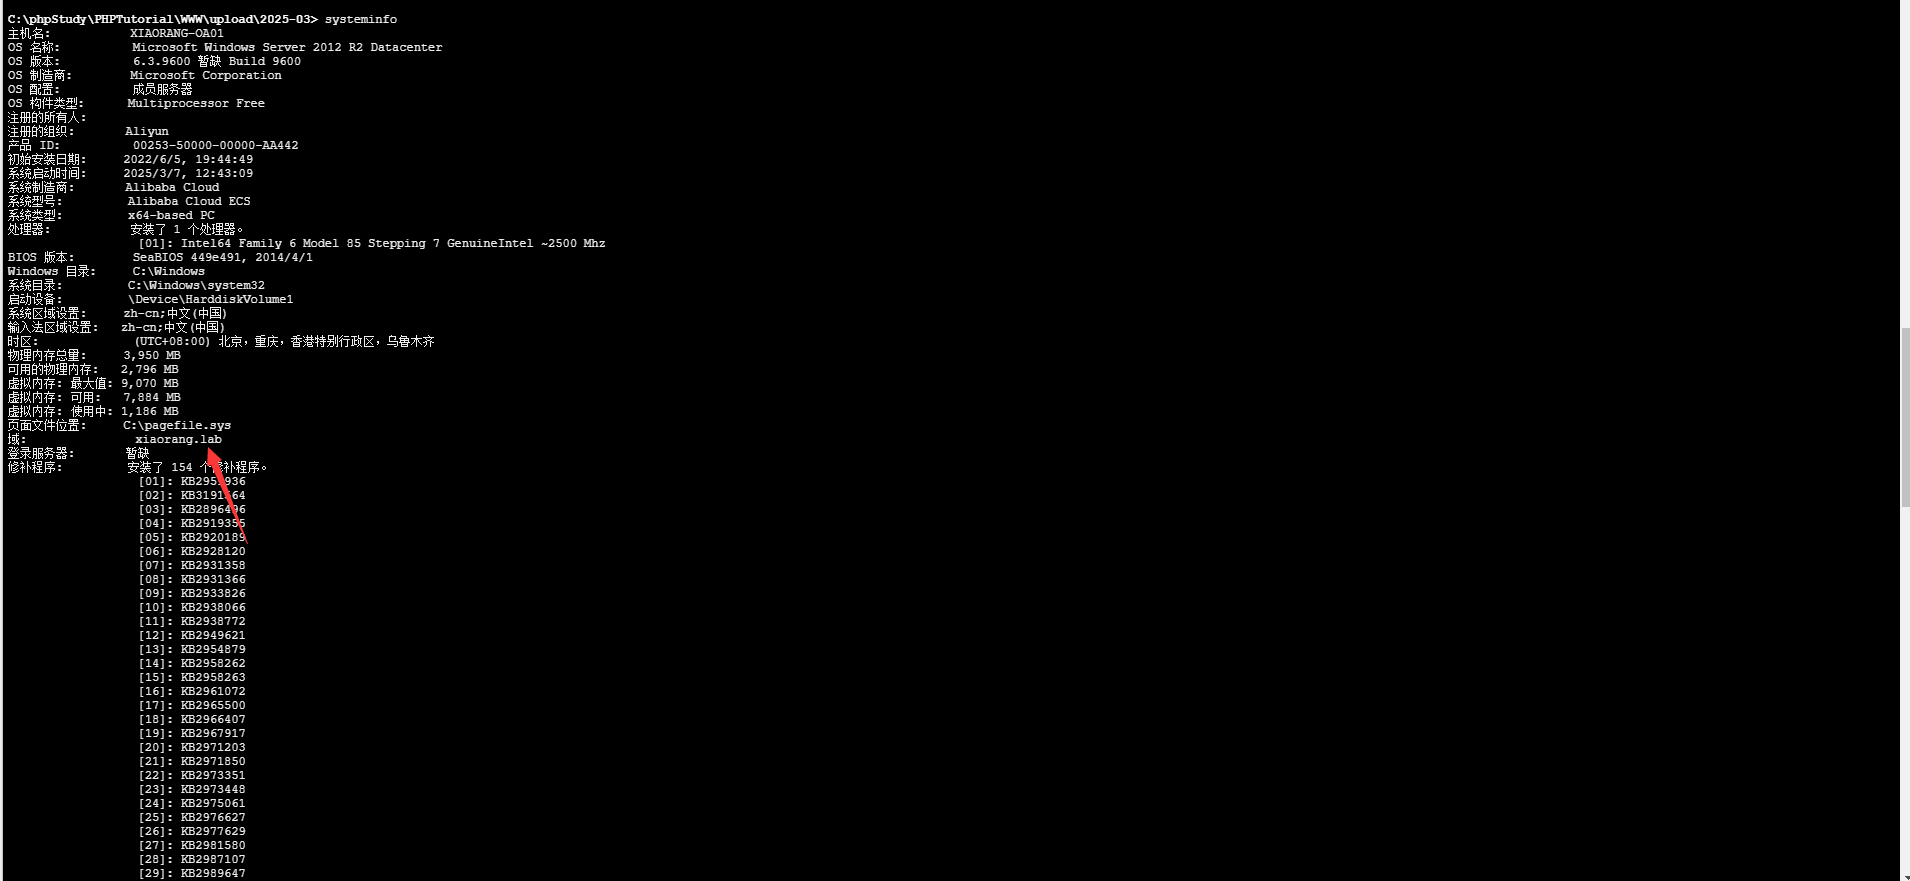 C:\phpStudy\PHPTutorial\WWW\upload\2025-03> systeminfo
主机名: XIAORANG-OA01
OS 名称: Microsoft Windows Server 2012 R2 Datacenter
OS 版本: 6.3.9600 暂缺 Build 9600
OS 制造商: Microsoft Corporation
OS 配置: 成员服务器
OS 构件类型: Multiprocessor Free
注册的所有人:
注册的组织: Aliyun
产品 ID: 00253-50000-00000-AA442
初始安装日期: 2022/6/5, 19:44:49
系统启动时间: 2025/3/7, 12:43:09
系统制造商: Alibaba Cloud
系统型号: Alibaba Cloud ECS
系统类型: x64-based PC
处理器: 安装了 1 个处理器。
[01]: Intel64 Family 6 Model 85 Stepping 7 GenuineIntel ~2500 Mhz
BIOS 版本: SeaBIOS 449e491, 2014/4/1
Windows 目录: C:\Windows
系统目录: C:\Windows\system32
启动设备: \Device\HarddiskVolume1
系统区域设置: zh-cn;中文(中国)
输入法区域设置: zh-cn;中文(中国)
时区: (UTC+08:00) 北京，重庆，香港特别行政区，乌鲁木齐
物理内存总量: 3,950 MB
可用的物理内存: 2,796 MB
虚拟内存: 最大值: 9,070 MB
虚拟内存: 可用: 7,884 MB
虚拟内存: 使用中: 1,186 MB
页面文件位置: C:\pagefile.sys
域: xiaorang.lab
登录服务器: 暂缺
修补程序: 安装了 154 个修补程序。
[01]:
[02]:
[03]: KB2896496
[04]: KB2919355
[05]: KB2920189
[06]: KB2928120
[07]: KB2931358
[08]: KB2931366
[09]: KB2933826
[10]: KB2938066
[11]: KB2938772
[12]: KB2949621
[13]: KB2954879
[14]: KB2958262
[15]: KB2958263
[16]: KB2961072
[17]: KB2965500
[18]: KB2966407
[19]: KB2967917
[20]: KB2971203
[21]: KB2971850
[22]: KB2973351
[23]: KB2973448
[24]: KB2975061
[25]: KB2976627
[26]: KB2977629
[27]: KB2981580
[28]: KB2987107
[29]: KB2989647